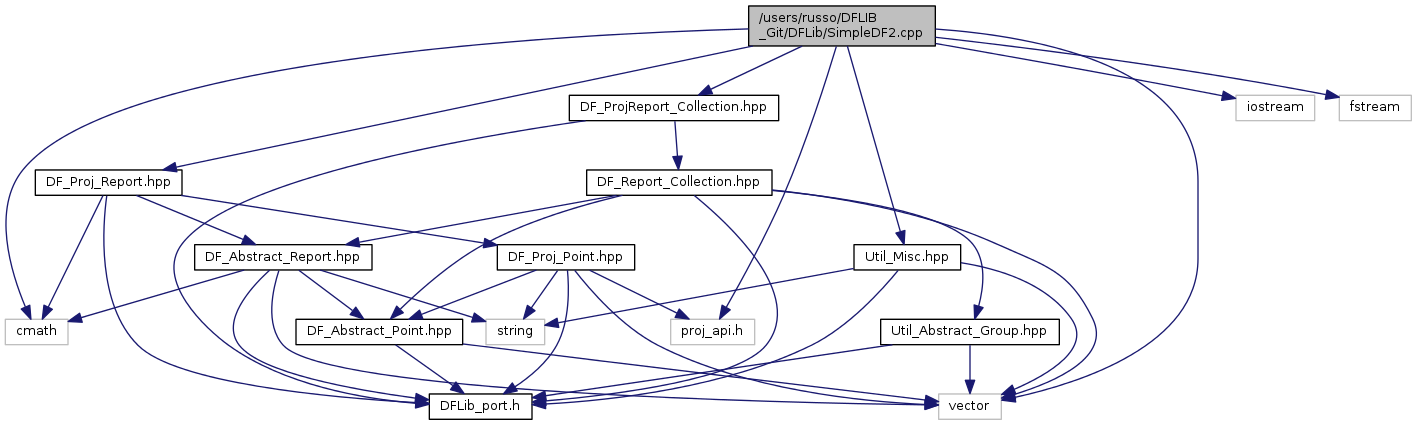 /users/russo/DFLIB
_Git/DFLib/SimpleDF2.cpp
DF_ProjReport_Collection.hpp
iostream
fstream
DF_Proj_Report.hpp
DF_Report_Collection.hpp
DF_Abstract_Report.hpp
DF_Proj_Point.hpp
Util_Misc.hpp
cmath
DF_Abstract_Point.hpp
string
proj_api.h
Util_Abstract_Group.hpp
DFLib_port.h
vector